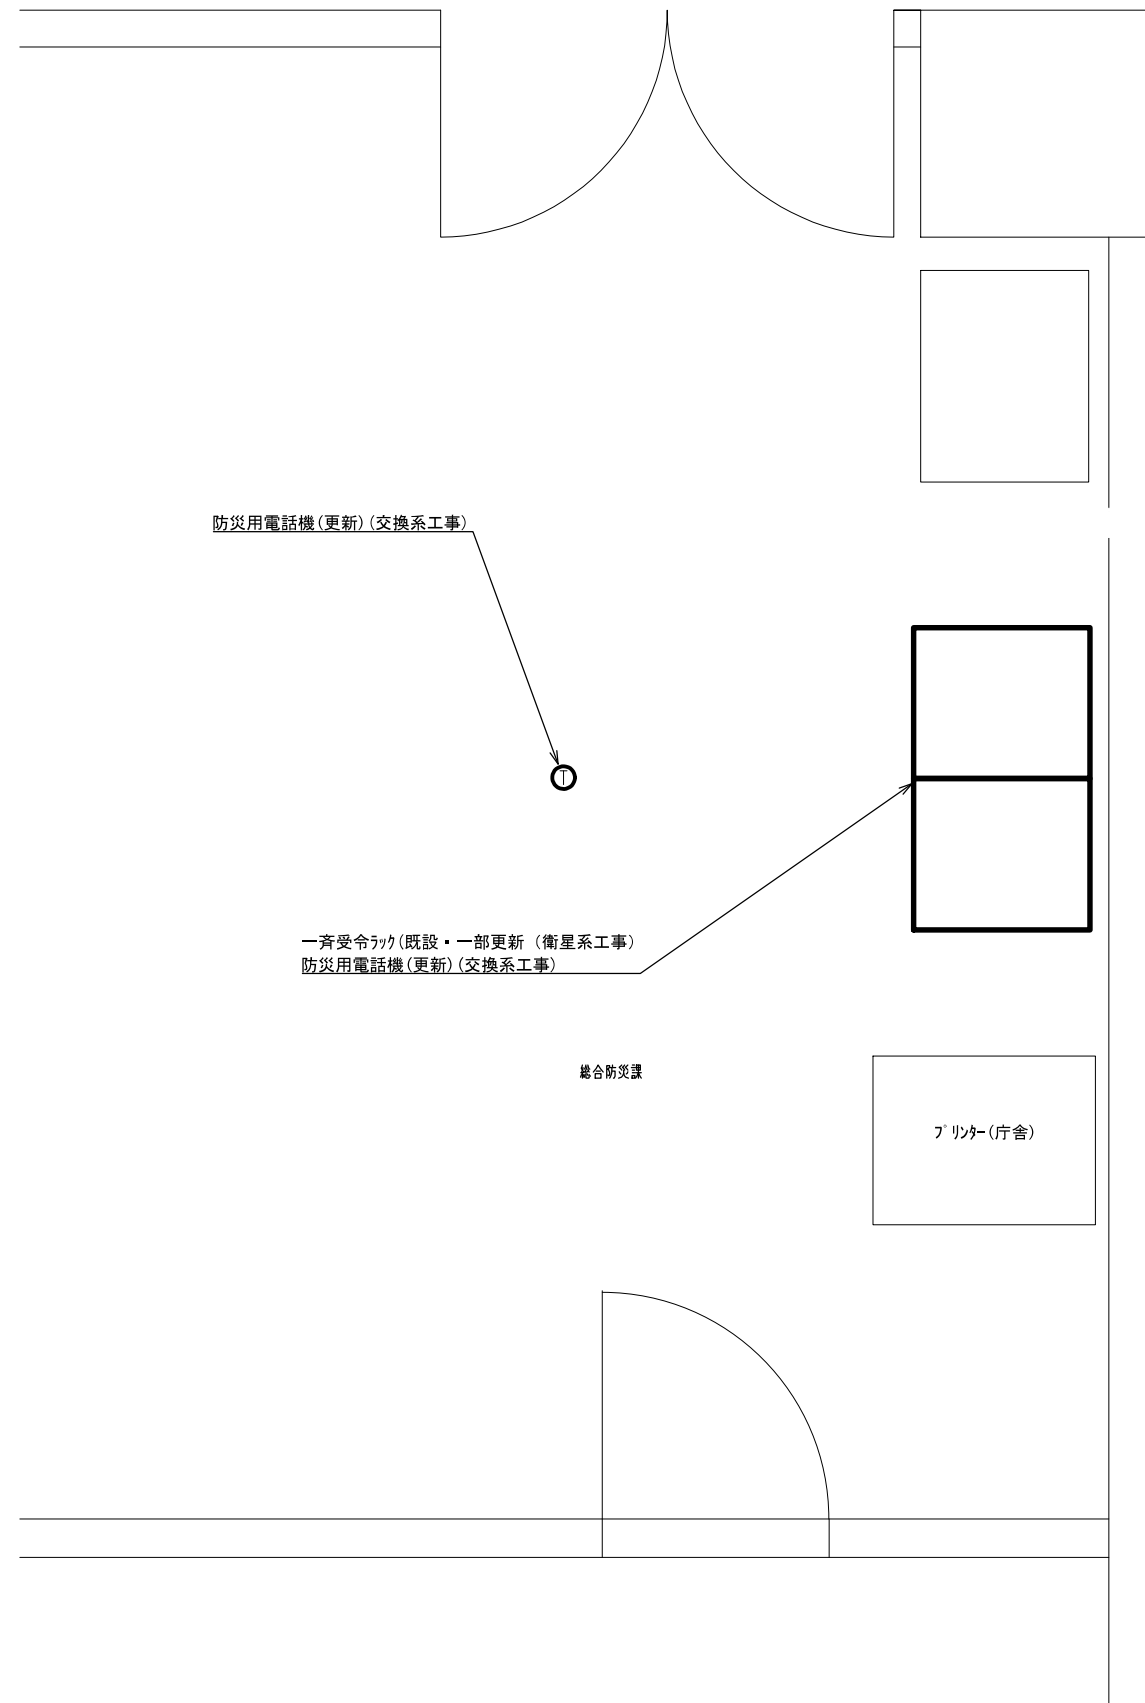 防災用電話機(更新)(交換系工事)
T
一斉受令ﾗｯｸ(既設・一部更新（衛星系工事)
防災用電話機(更新)(交換系工事)
総合防災課
ﾌﾟﾘﾝﾀｰ(庁舎)